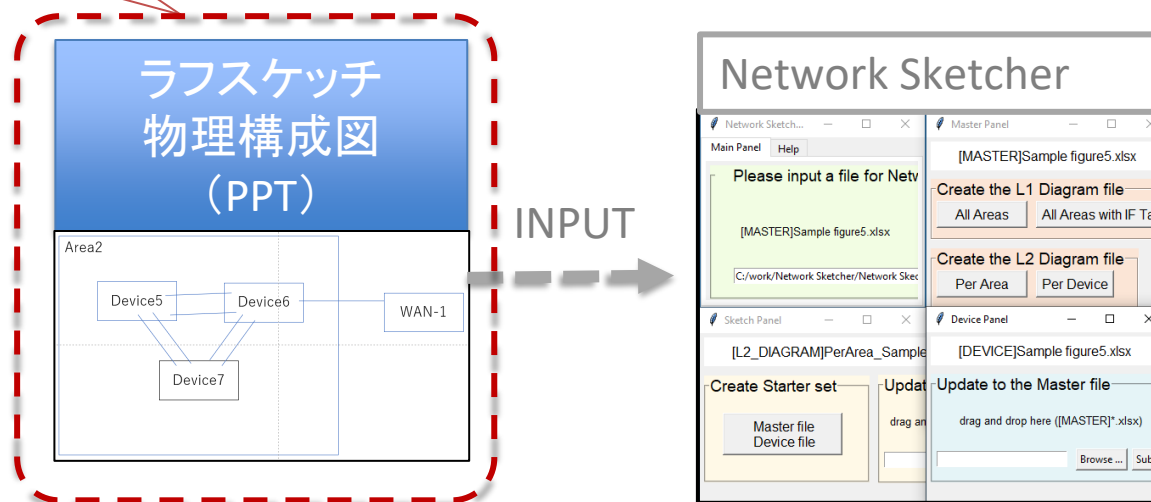 ラフスケッチ
物理構成図
（PPT）
Area2
Device5
Device6
WAN-1
Device7
INPUT
Network Sketcher
Network Sketch...
Main Panel
Help
Please input a file for Netw
[MASTER]Sample figure5.xlsx
C:/work/Network Sketcher/Network Skec
Master Panel
[MASTER]Sample figure5.xlsx
Create the L1 Diagram file
All Areas
All Areas with IF Ta
Create the L2 Diagram file
Per Area
Per Device
Sketch Panel
[L2_DIAGRAM]PerArea_Sample
Create Starter set
Master file
Device file
Updat
drag an
Device Panel
[DEVICE]Sample figure5.xlsx
Update to the Master file
drag and drop here ([MASTER]*.xlsx)
Browse ...
Sub